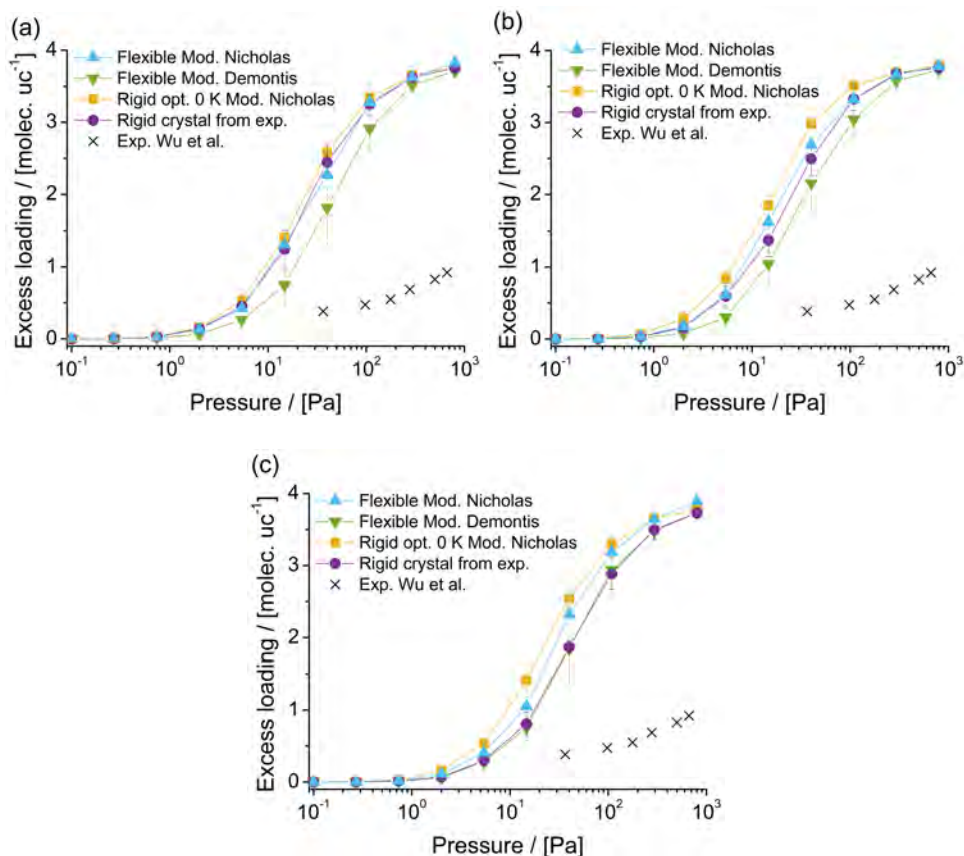 (a)
Excess loading / [molec. uc⁻¹]
4
3
2
1
0
Flexible Mod. Nicholas
Flexible Mod. Demontis
Rigid opt. 0 K Mod. Nicholas
Rigid crystal from exp.
Exp. Wu et al.
10⁻¹ 10⁰ 10¹ 10² 10³
Pressure / [Pa]
(b)
Excess loading / [molec. uc⁻¹]
4
3
2
1
0
Flexible Mod. Nicholas
Flexible Mod. Demontis
Rigid opt. 0 K Mod. Nicholas
Rigid crystal from exp.
Exp. Wu et al.
10⁻¹ 10⁰ 10¹ 10² 10³
Pressure / [Pa]
(c)
Excess loading / [molec. uc⁻¹]
4
3
2
1
0
Flexible Mod. Nicholas
Flexible Mod. Demontis
Rigid opt. 0 K Mod. Nicholas
Rigid crystal from exp.
Exp. Wu et al.
10⁻¹ 10⁰ 10¹ 10² 10³
Pressure / [Pa]